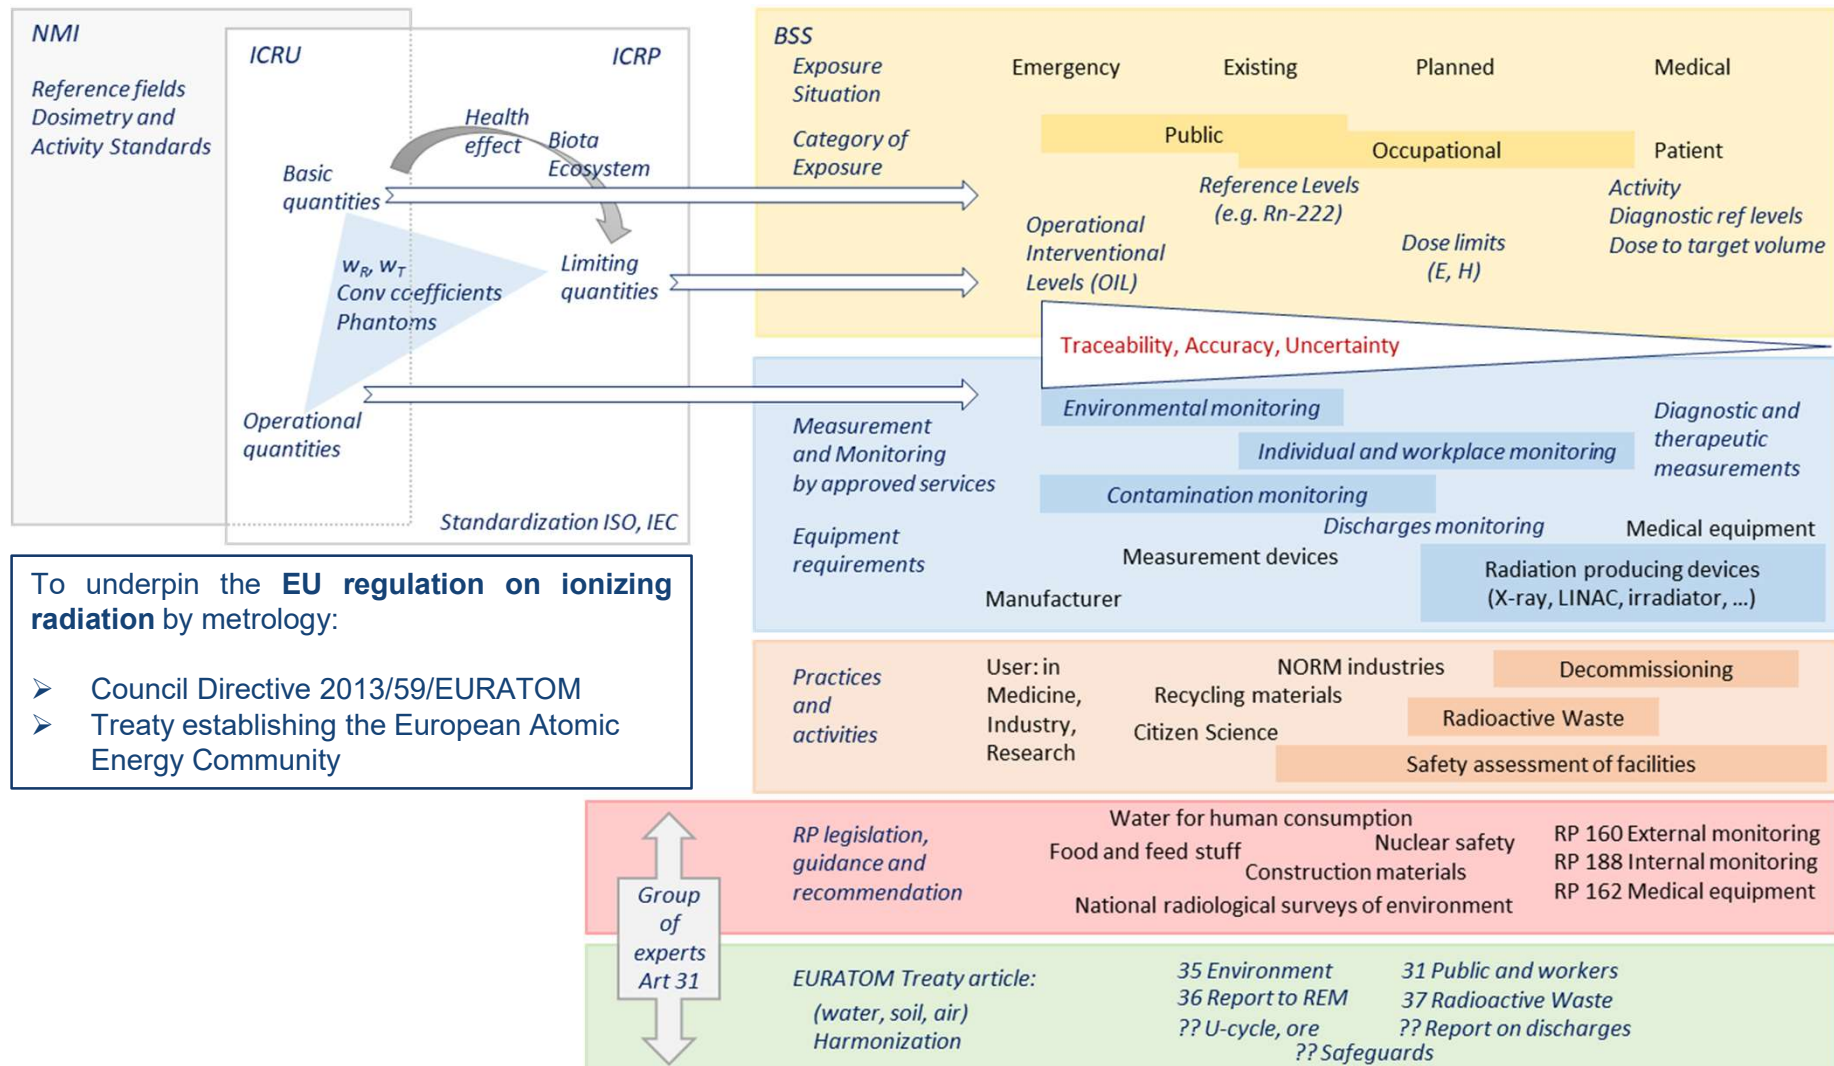 NMI
Reference fields
Dosimetry and
Activity Standards
ICRU
ICRP
Health
effect
Biota
Ecosystem
Basic
quantities
w_R, w_T
Conv coefficients
Phantoms
Limiting
quantities
Operational
quantities
Standardization ISO, IEC
To underpin the EU regulation on ionizing
radiation by metrology:
➢ Council Directive 2013/59/EURATOM
➢ Treaty establishing the European Atomic
Energy Community
BSS
Exposure
Situation
Emergency
Existing
Planned
Medical
Category of
Exposure
Public
Occupational
Patient
Reference Levels
(e.g. Rn-222)
Operational
Interventional
Levels (OIL)
Dose limits
(E, H)
Activity
Diagnostic ref levels
Dose to target volume
Traceability, Accuracy, Uncertainty
Measurement
and Monitoring
by approved services
Environmental monitoring
Individual and workplace monitoring
Contamination monitoring
Discharges monitoring
Diagnostic and
therapeutic
measurements
Equipment
requirements
Measurement devices
Manufacturer
Medical equipment
Radiation producing devices
(X-ray, LINAC, irradiator, ...)
Practices
and
activities
User: in
Medicine,
Industry,
Research
NORM industries
Recycling materials
Citizen Science
Decommissioning
Radioactive Waste
Safety assessment of facilities
Group
of
experts
Art 31
RP legislation,
guidance and
recommendation
Water for human consumption
Food and feed stuff
Nuclear safety
Construction materials
National radiological surveys of environment
RP 160 External monitoring
RP 188 Internal monitoring
RP 162 Medical equipment
EURATOM Treaty article:
(water, soil, air)
Harmonization
35 Environment
36 Report to REM
?? U-cycle, ore
31 Public and workers
37 Radioactive Waste
?? Report on discharges
?? Safeguards